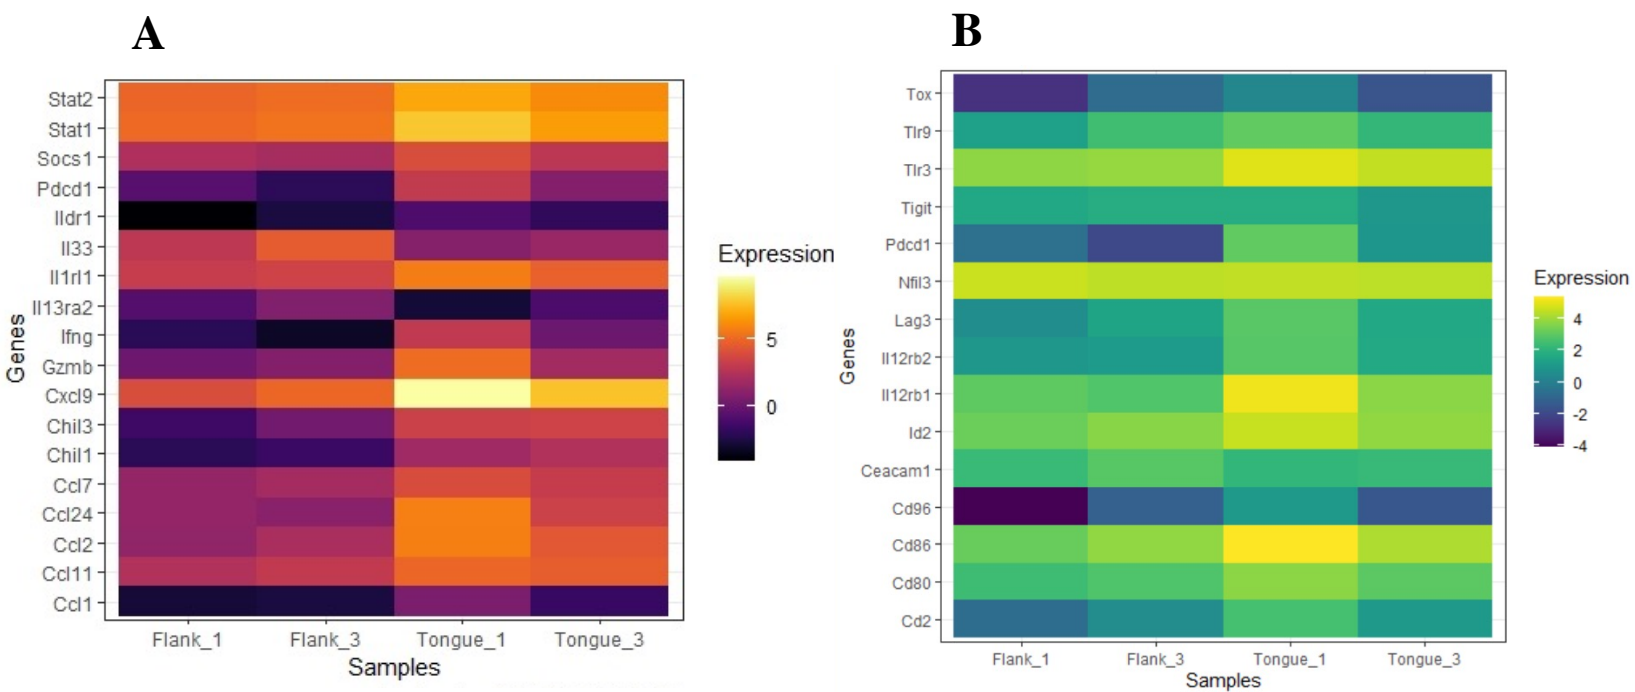 A
Stat2
Stat1
Socs1
Pdcd1
Ildr1
Il33
Il1rl1
Il13ra2
Ifng
Gzmb
Cxcl9
Chil3
Chil1
Ccl7
Ccl24
Ccl2
Ccl11
Ccl1
Genes
Flank_1 Flank_3 Tongue_1 Tongue_3
Samples
Expression
5
0
B
Tox
Tlr9
Tlr3
Tigit
Pdcd1
Nfil3
Lag3
Il12rb2
Il12rb1
Id2
Ceacam1
Cd96
Cd86
Cd80
Cd2
Genes
Flank_1 Flank_3 Tongue_1 Tongue_3
Samples
Expression
4
2
0
-2
-4